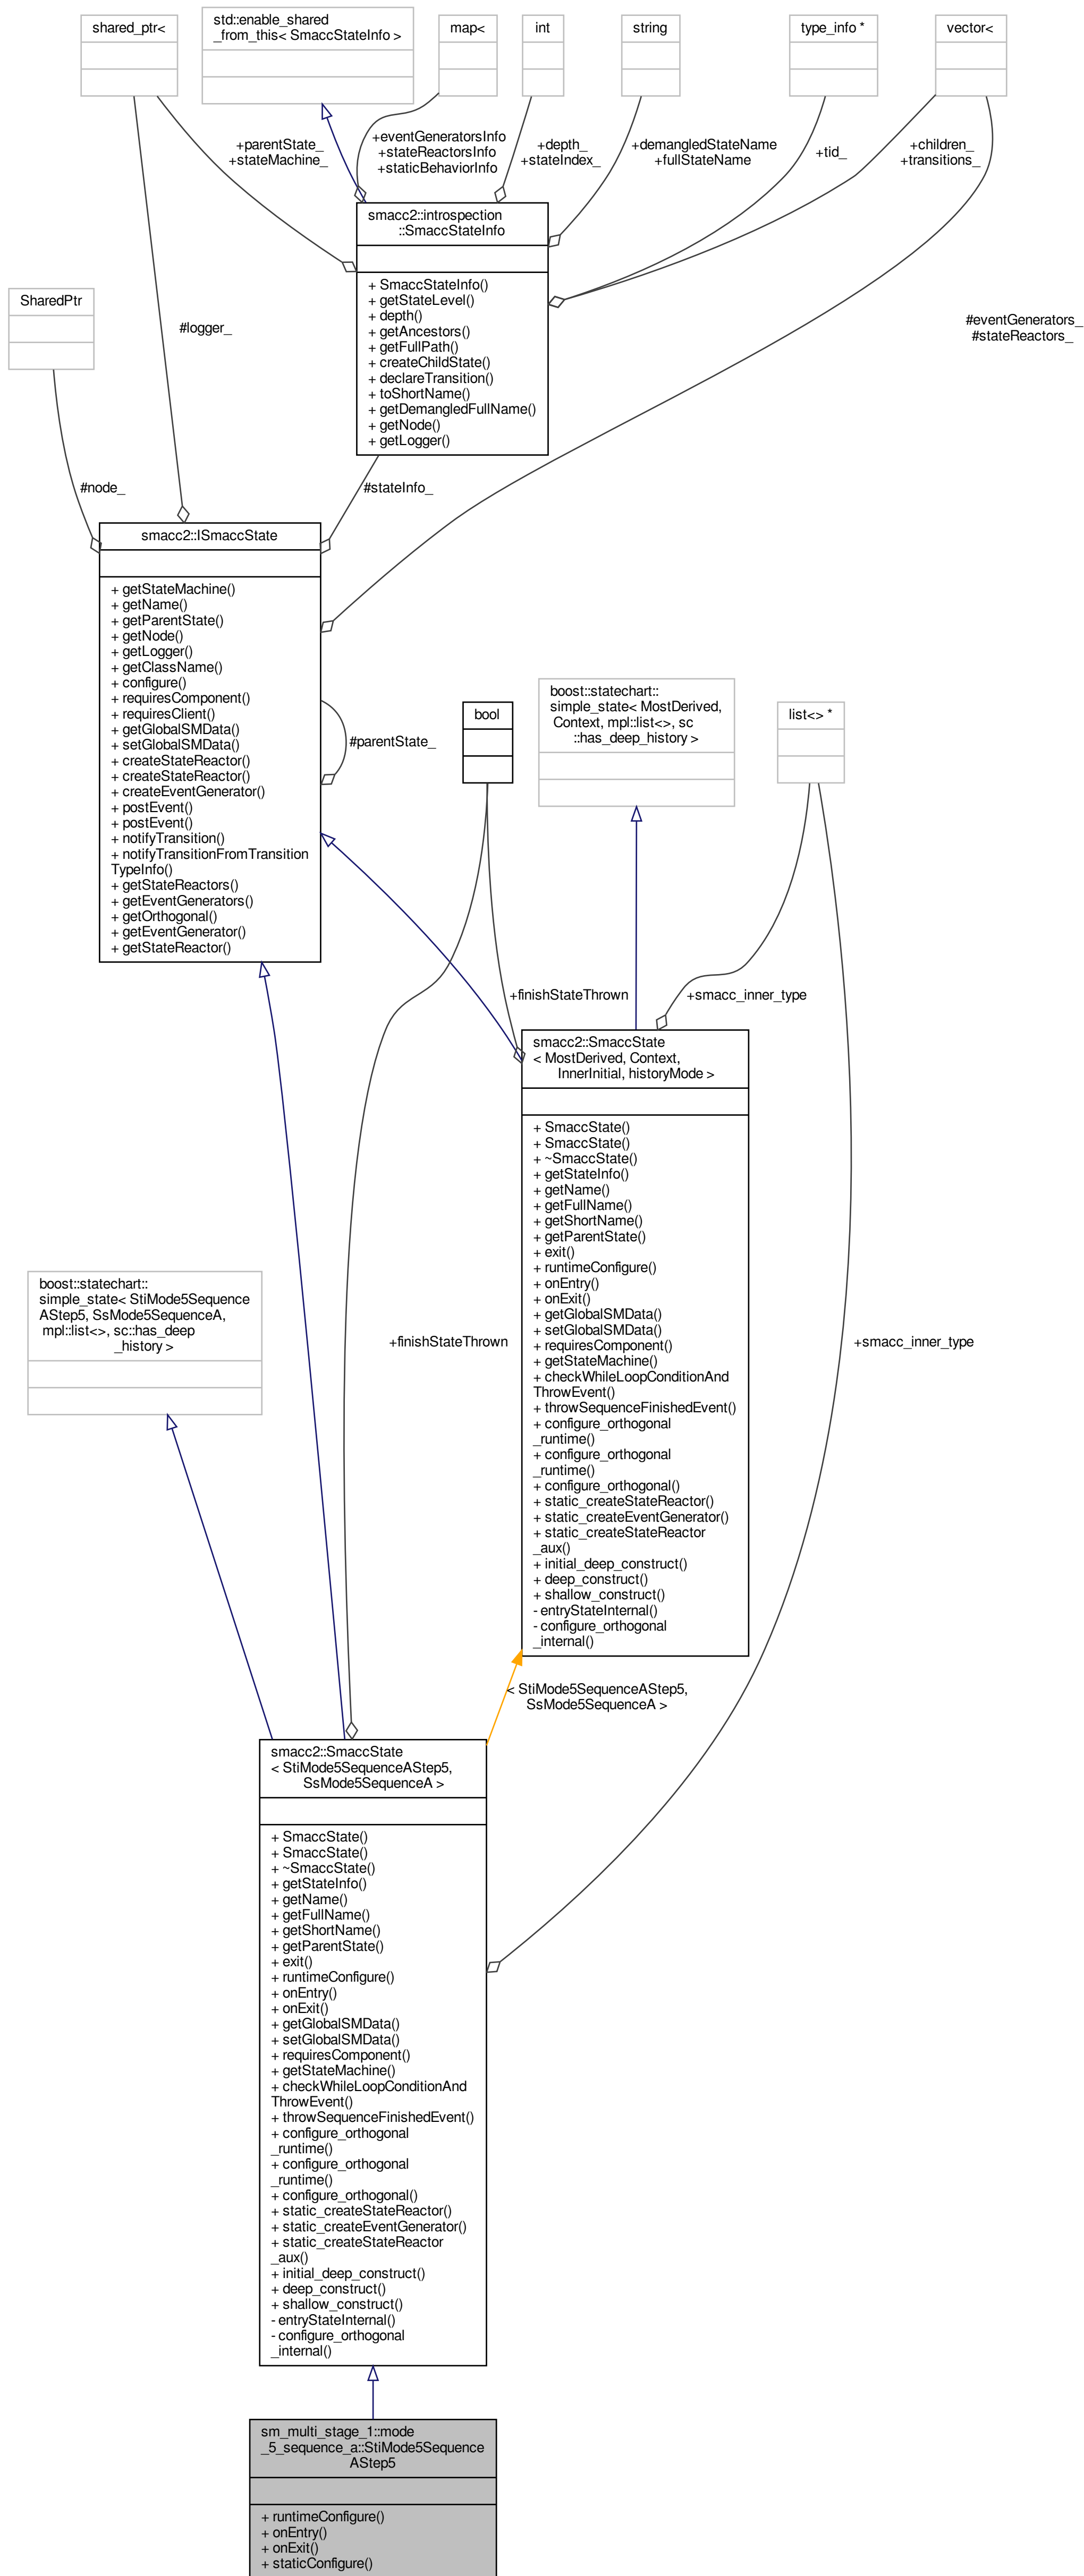 shared_ptr<
std::enable_shared
_from_this< SmaccStateInfo >
map<
int
string
type_info *
vector<
+parentState_
+stateMachine_
+eventGeneratorsInfo
+stateReactorsInfo
+staticBehaviorInfo
+depth_
+stateIndex_
+demangledStateName
+fullStateName
+tid_
+children_
+transitions_
smacc2::introspection
::SmaccStateInfo
+ SmaccStateInfo()
+ getStateLevel()
+ depth()
+ getAncestors()
+ getFullPath()
+ createChildState()
+ declareTransition()
+ toShortName()
+ getDemangledFullName()
+ getNode()
+ getLogger()
SharedPtr
#logger_
#eventGenerators_
#stateReactors_
#node_
#stateInfo_
smacc2::ISmaccState
+ getStateMachine()
+ getName()
+ getParentState()
+ getNode()
+ getLogger()
+ getClassName()
+ configure()
+ requiresComponent()
+ requiresClient()
+ getGlobalSMData()
+ setGlobalSMData()
+ createStateReactor()
+ createStateReactor()
+ createEventGenerator()
+ postEvent()
+ postEvent()
+ notifyTransition()
+ notifyTransitionFromTransition
TypeInfo()
+ getStateReactors()
+ getEventGenerators()
+ getOrthogonal()
+ getEventGenerator()
+ getStateReactor()
#parentState_
bool
boost::statechart::
simple_state< MostDerived,
Context, mpl::list<>, sc
::has_deep_history >
list<> *
+finishStateThrown
+smacc_inner_type
smacc2::SmaccState
< MostDerived, Context,
InnerInitial, historyMode >
+ SmaccState()
+ SmaccState()
+ ~SmaccState()
+ getStateInfo()
+ getName()
+ getFullName()
+ getShortName()
+ getParentState()
+ exit()
+ runtimeConfigure()
+ onEntry()
+ onExit()
+ getGlobalSMData()
+ setGlobalSMData()
+ requiresComponent()
+ getStateMachine()
+ checkWhileLoopConditionAnd
ThrowEvent()
+ throwSequenceFinishedEvent()
+ configure_orthogonal
_runtime()
+ configure_orthogonal
_runtime()
+ configure_orthogonal()
+ static_createStateReactor()
+ static_createEventGenerator()
+ static_createStateReactor
_aux()
+ initial_deep_construct()
+ deep_construct()
+ shallow_construct()
- entryStateInternal()
- configure_orthogonal
_internal()
boost::statechart::
simple_state< StiMode5Sequence
AStep5, SsMode5SequenceA,
mpl::list<>, sc::has_deep
_history >
+finishStateThrown
+smacc_inner_type
< StiMode5SequenceAStep5,
SsMode5SequenceA >
smacc2::SmaccState
< StiMode5SequenceAStep5,
SsMode5SequenceA >
+ SmaccState()
+ SmaccState()
+ ~SmaccState()
+ getStateInfo()
+ getName()
+ getFullName()
+ getShortName()
+ getParentState()
+ exit()
+ runtimeConfigure()
+ onEntry()
+ onExit()
+ getGlobalSMData()
+ setGlobalSMData()
+ requiresComponent()
+ getStateMachine()
+ checkWhileLoopConditionAnd
ThrowEvent()
+ throwSequenceFinishedEvent()
+ configure_orthogonal
_runtime()
+ configure_orthogonal
_runtime()
+ configure_orthogonal()
+ static_createStateReactor()
+ static_createEventGenerator()
+ static_createStateReactor
_aux()
+ initial_deep_construct()
+ deep_construct()
+ shallow_construct()
- entryStateInternal()
- configure_orthogonal
_internal()
sm_multi_stage_1::mode
_5_sequence_a::StiMode5Sequence
AStep5
+ runtimeConfigure()
+ onEntry()
+ onExit()
+ staticConfigure()